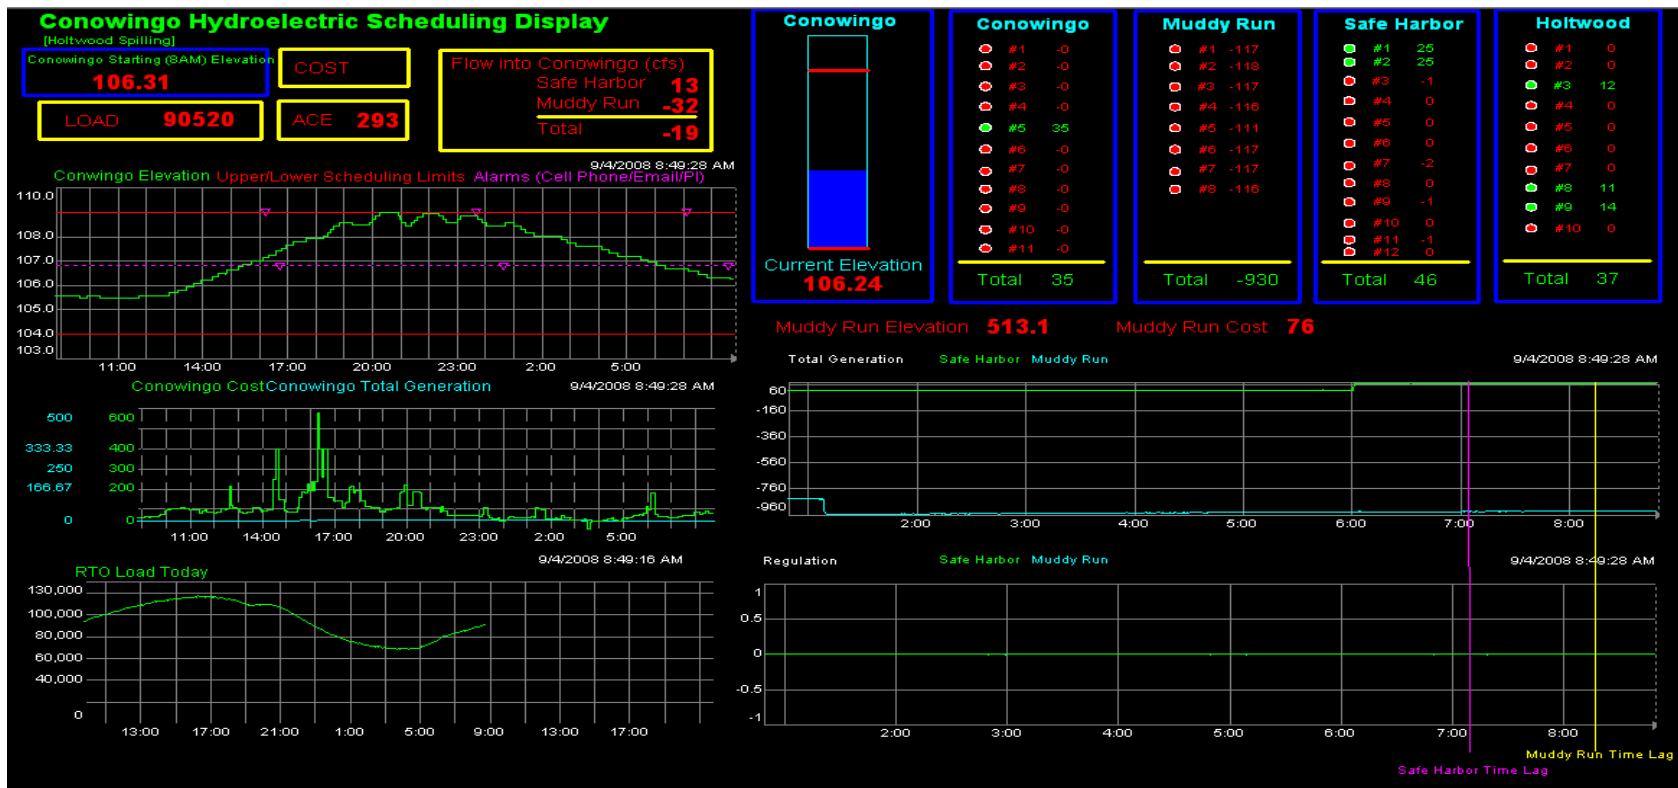 Conowingo Hydroelectric Scheduling Display
[Holtwood Spilling]
Conowingo Starting (8AM) Elevation
106.31
COST
LOAD 90520
ACE 293
Flow into Conowingo (cfs)
Safe Harbor 13
Muddy Run -32
Total -19
9/4/2008 8:49:28 AM
Conwingo Elevation Upper/Lower Scheduling Limits Alarms (Cell Phone/Email/PI)
110.0
108.0
107.0
106.0
105.0
104.0
103.0
11:00 14:00 17:00 20:00 23:00 2:00 5:00
Conowingo Cost Conowingo Total Generation 9/4/2008 8:49:28 AM
500 600
333.33 400
250 300
166.67 200
0 0
11:00 14:00 17:00 20:00 23:00 2:00 5:00
9/4/2008 8:49:16 AM
RTO Load Today
130,000
100,000
80,000
60,000
40,000
0
13:00 17:00 21:00 1:00 5:00 9:00 13:00 17:00
Conowingo
Current Elevation
106.24
Conowingo
#1 -0
#2 -0
#3 -0
#4 -0
#5 35
#6 -0
#7 -0
#8 -0
#9 -0
#10 -0
#11 -0
Total 35
Muddy Run
#1 -117
#2 -118
#3 -117
#4 -116
#5 -111
#6 -117
#7 -117
#8 -116
Total -930
Safe Harbor
#1 25
#2 25
#3 -1
#4 0
#5 0
#6 0
#7 -2
#8 0
#9 -1
#10 0
#11 -1
#12 0
Total 46
Holtwood
#1 0
#2 0
#3 12
#4 0
#5 0
#6 0
#7 0
#8 11
#9 14
#10 0
Total 37
Muddy Run Elevation 513.1 Muddy Run Cost 76
Total Generation Safe Harbor Muddy Run 9/4/2008 8:49:28 AM
60
-160
-360
-560
-760
-960
2:00 3:00 4:00 5:00 6:00 7:00 8:00
Regulation Safe Harbor Muddy Run 9/4/2008 8:49:28 AM
1
0.5
0
-0.5
-1
2:00 3:00 4:00 5:00 6:00 7:00 8:00
Muddy Run Time Lag
Safe Harbor Time Lag